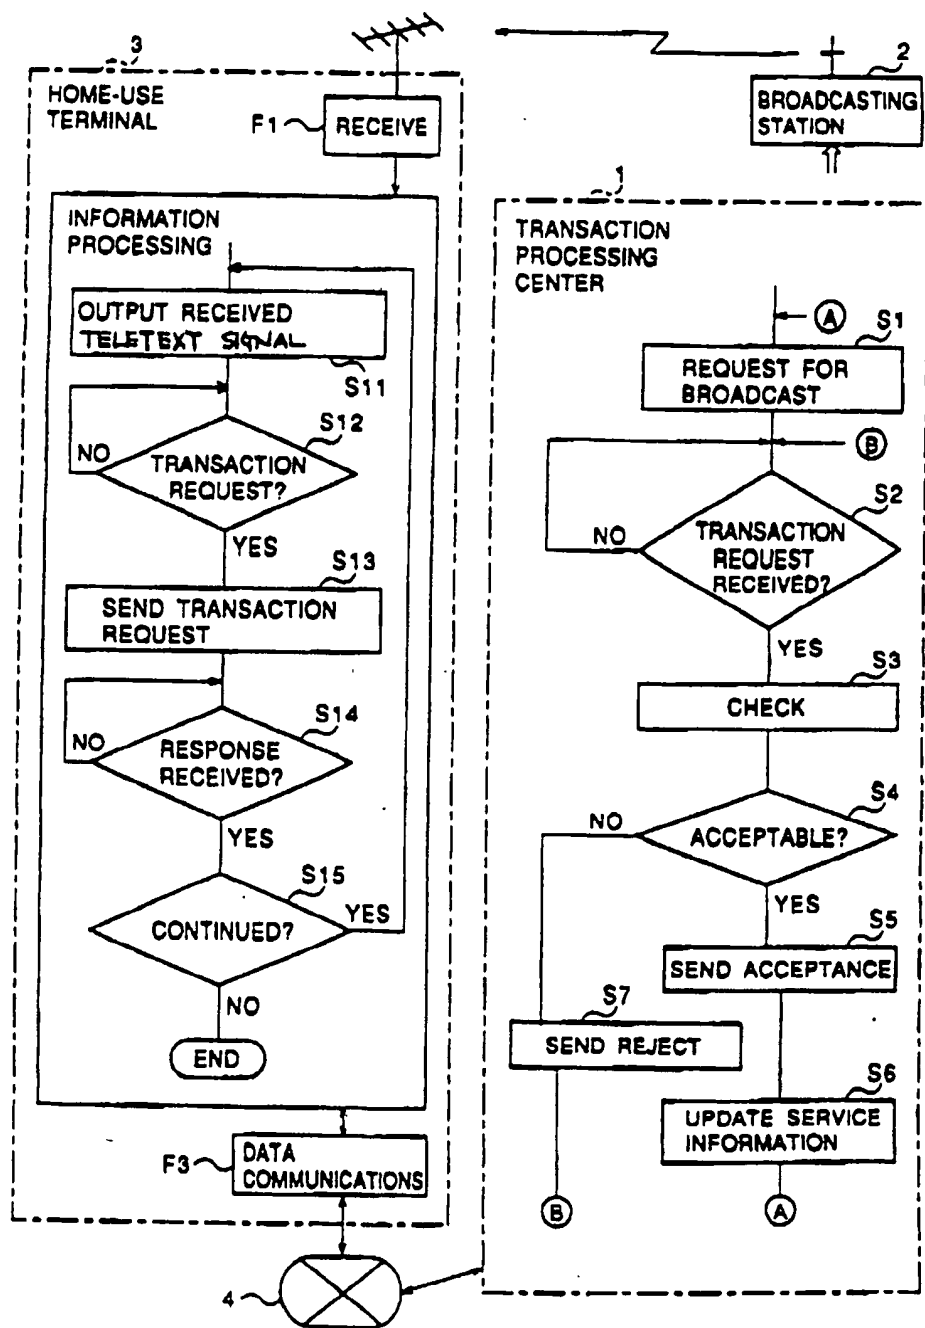 3
HOME-USE
TERMINAL
F1
RECEIVE
2
BROADCASTING
STATION
INFORMATION
PROCESSING
OUTPUT RECEIVED
TELETEXT SIGNAL
S11
S12
NO
TRANSACTION
REQUEST?
YES
S13
SEND TRANSACTION
REQUEST
S14
NO
RESPONSE
RECEIVED?
YES
S15
CONTINUED?
YES
NO
END
F3
DATA
COMMUNICATIONS
4
1
TRANSACTION
PROCESSING
CENTER
A
S1
REQUEST FOR
BROADCAST
B
S2
NO
TRANSACTION
REQUEST
RECEIVED?
YES
S3
CHECK
S4
NO
ACCEPTABLE?
YES
S5
SEND ACCEPTANCE
S7
SEND REJECT
S6
UPDATE SERVICE
INFORMATION
B
A